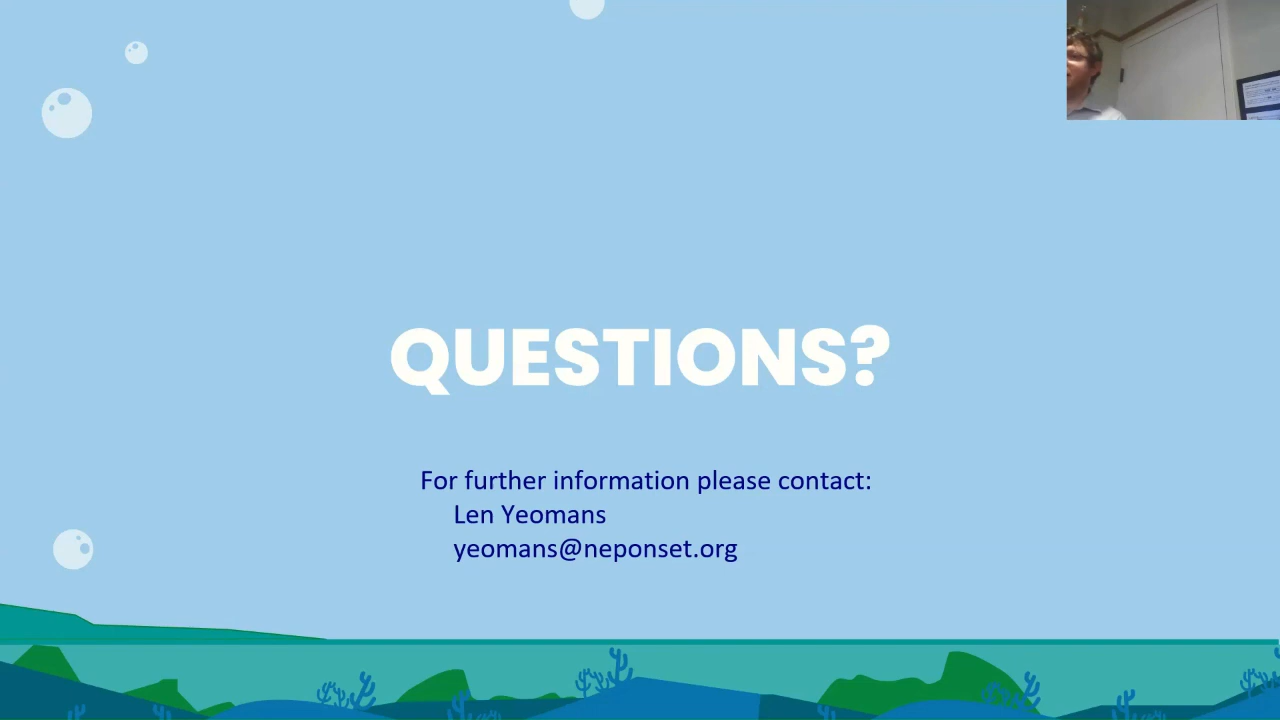 QUESTIONS?
For further information please contact:
Len Yeomans
yeomans@neponset.org